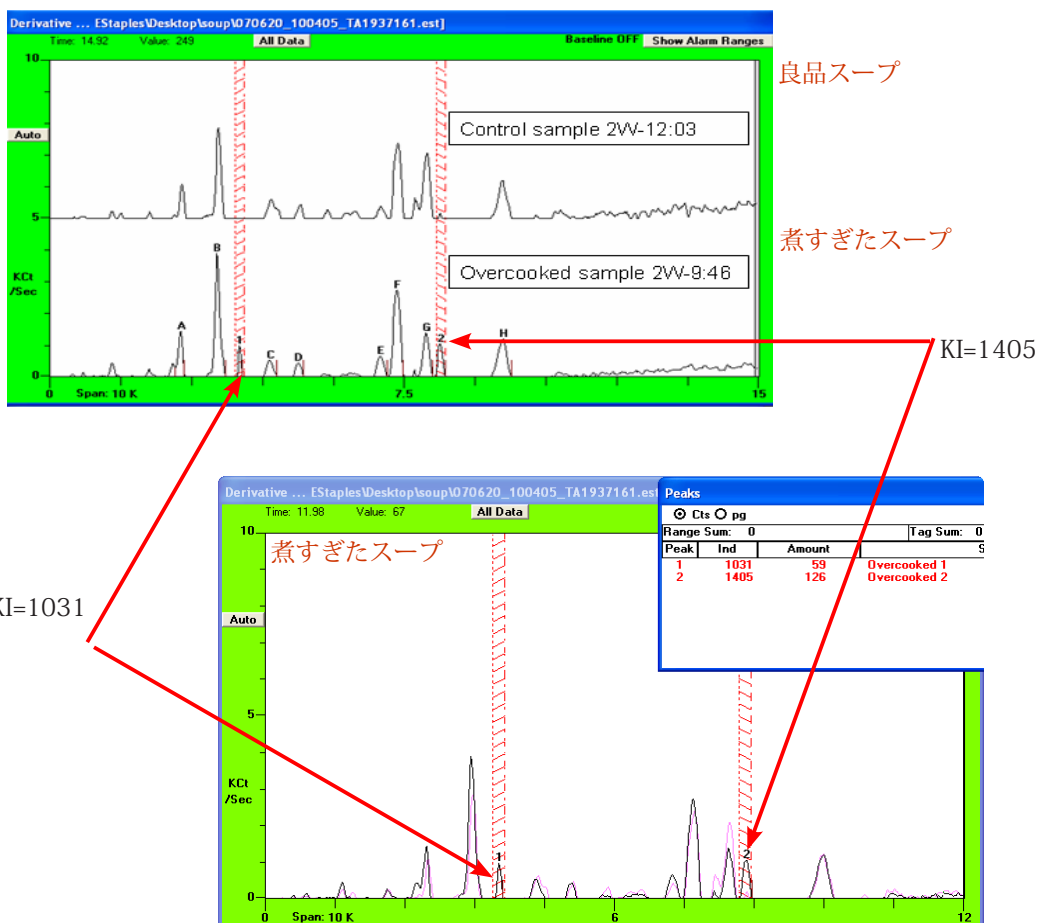 Derivative ... EStaples\Desktop\soup\070620_100405_TA1937161.est]
Time: 14.92 Value: 249 All Data Baseline OFF Show Alarm Ranges
良品スープ
10
Auto
Control sample 2W-12:03
5
煮すぎたスープ
Overcooked sample 2W-9:46
KCt
/Sec
A B 1 C D E F G 2 H
KI=1405
0
0 Span: 10 K 7.5 15
Derivative ... EStaples\Desktop\soup\070620_100405_TA1937161.est
Time: 11.98 Value: 67 All Data
10
煮すぎたスープ
Peaks
Cts pg
Range Sum: 0 Tag Sum: 0
Peak Ind Amount S
1 1031 59 Overcooked 1
2 1405 126 Overcooked 2
KI=1031
Auto
5
KCt
/Sec
1 2
0
0 Span: 10 K 6 12